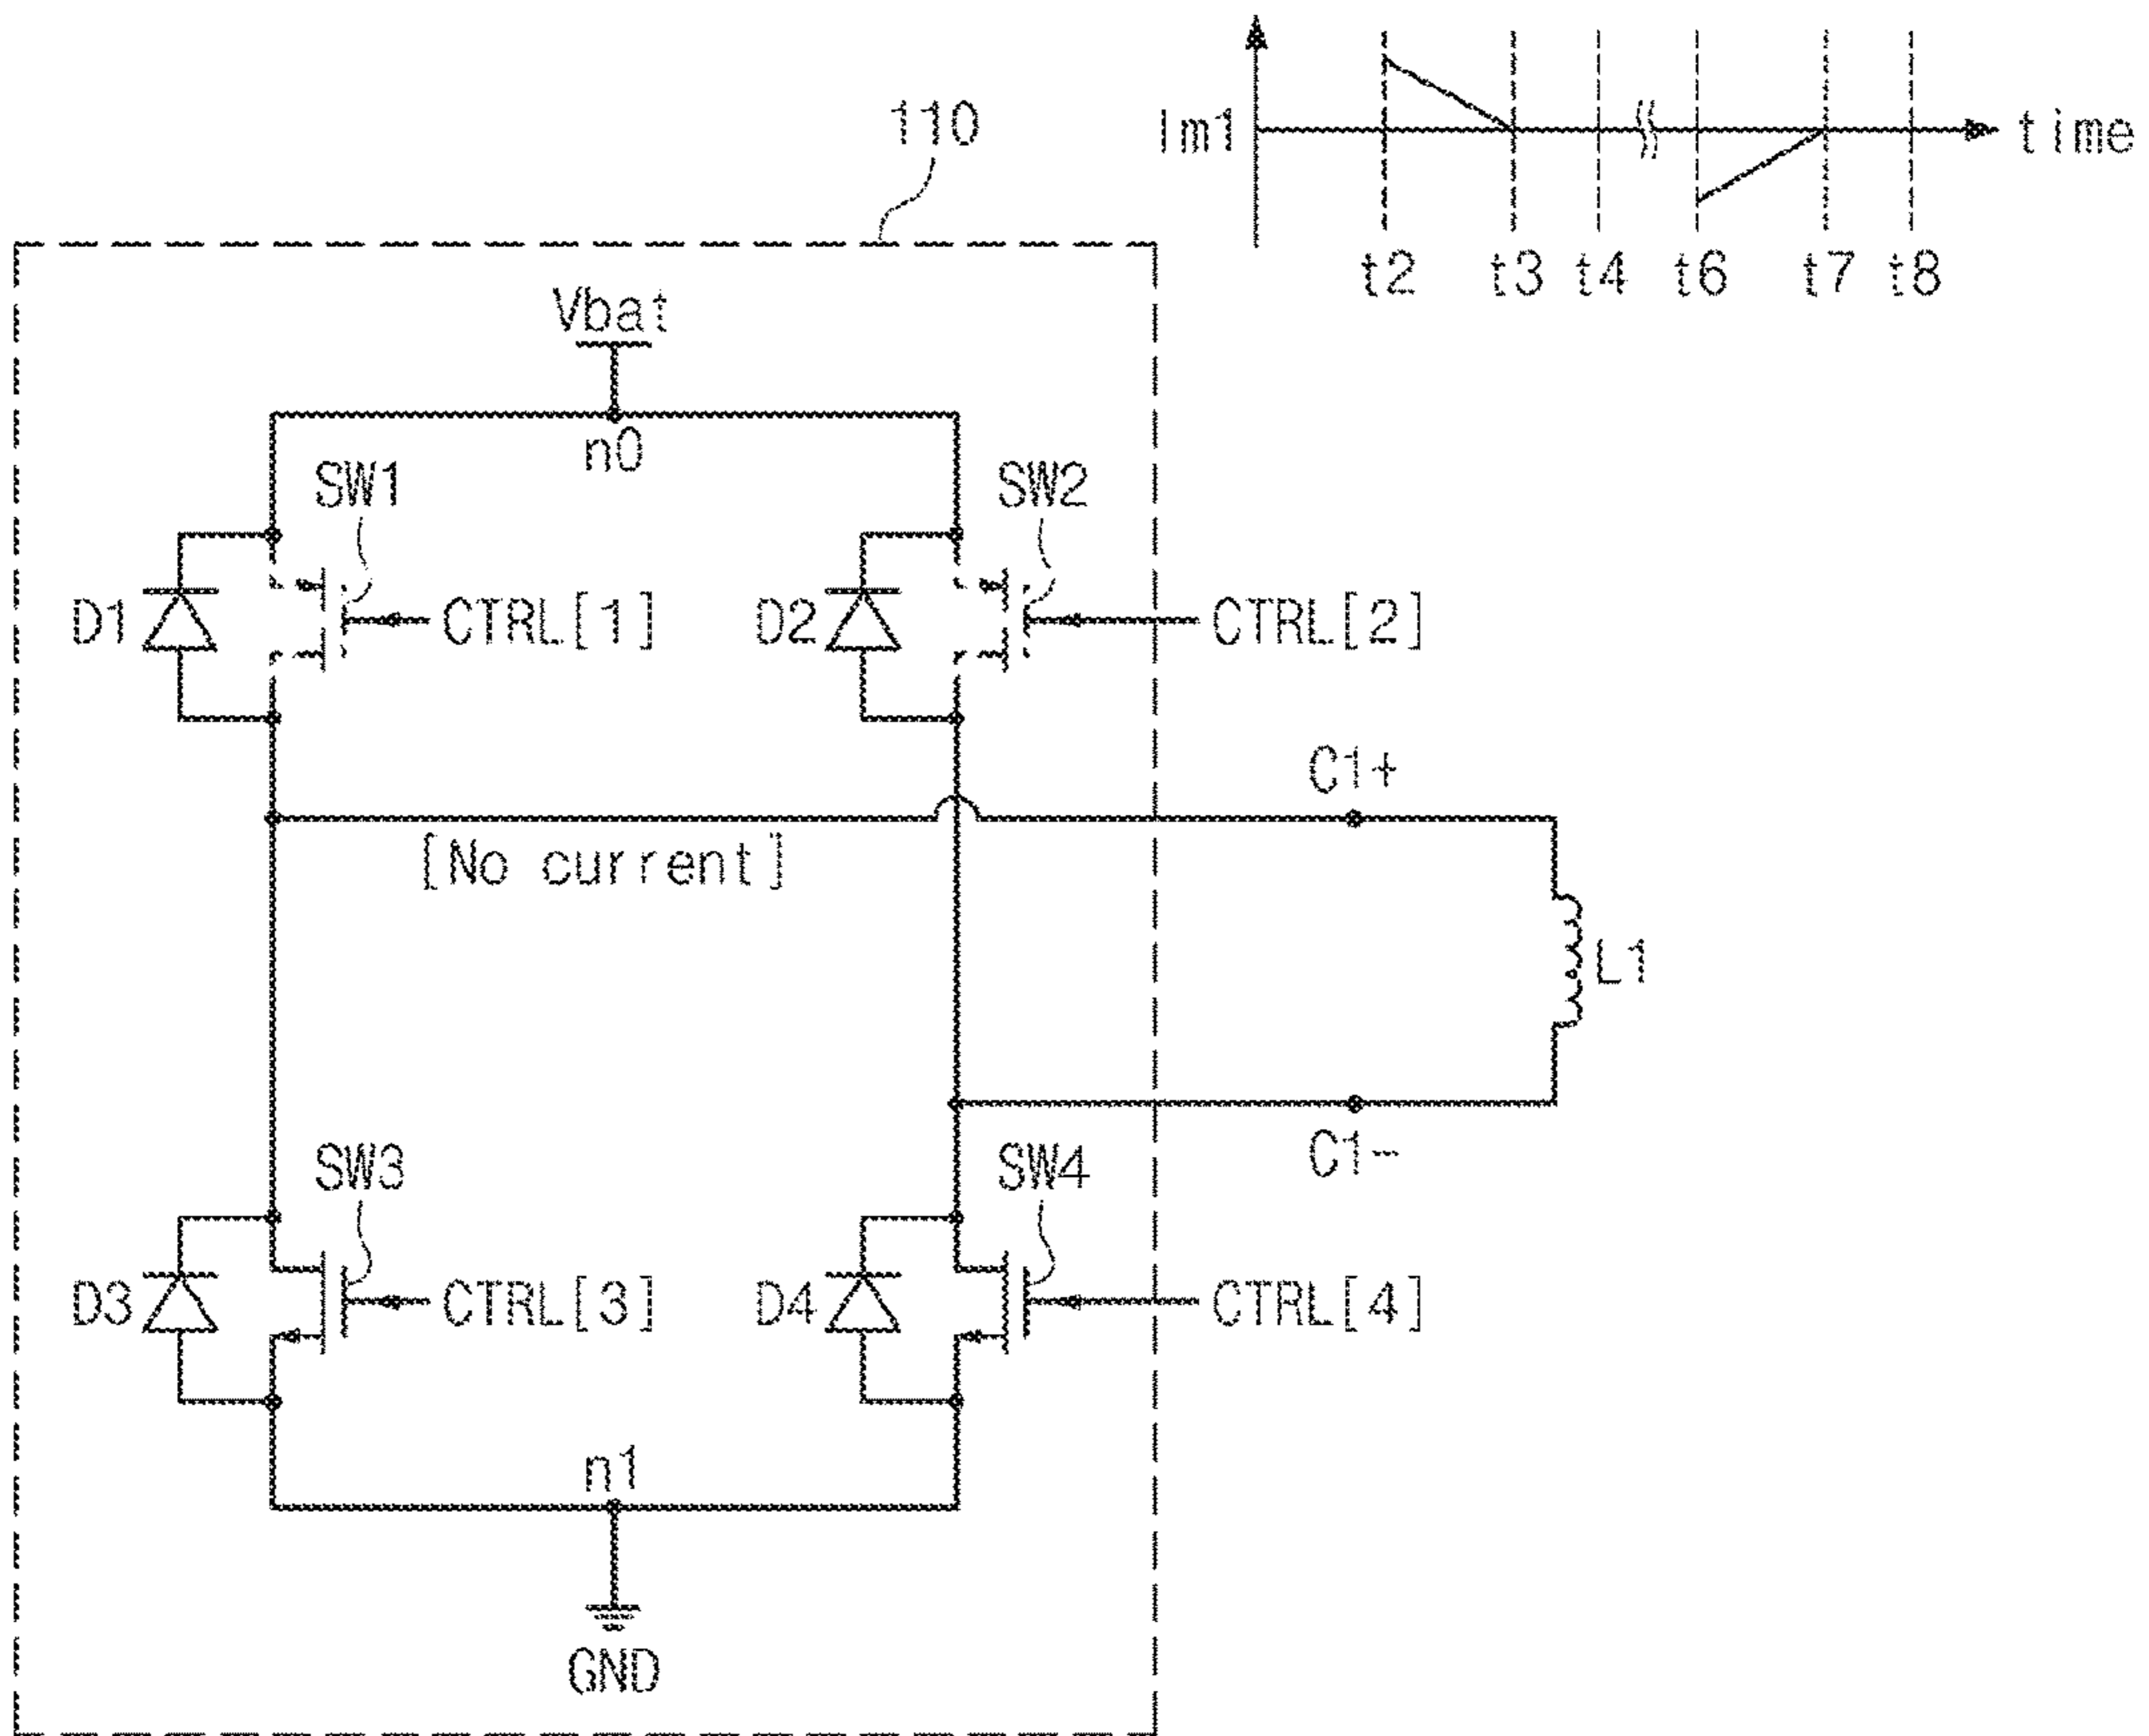 110
Im1
time
t2 t3 t4 t6 t7 t8
Vbat
n0
SW1
SW2
D1
CTRL[1]
D2
CTRL[2]
C1+
[No current]
L1
C1-
SW3
SW4
D3
CTRL[3]
D4
CTRL[4]
n1
GND